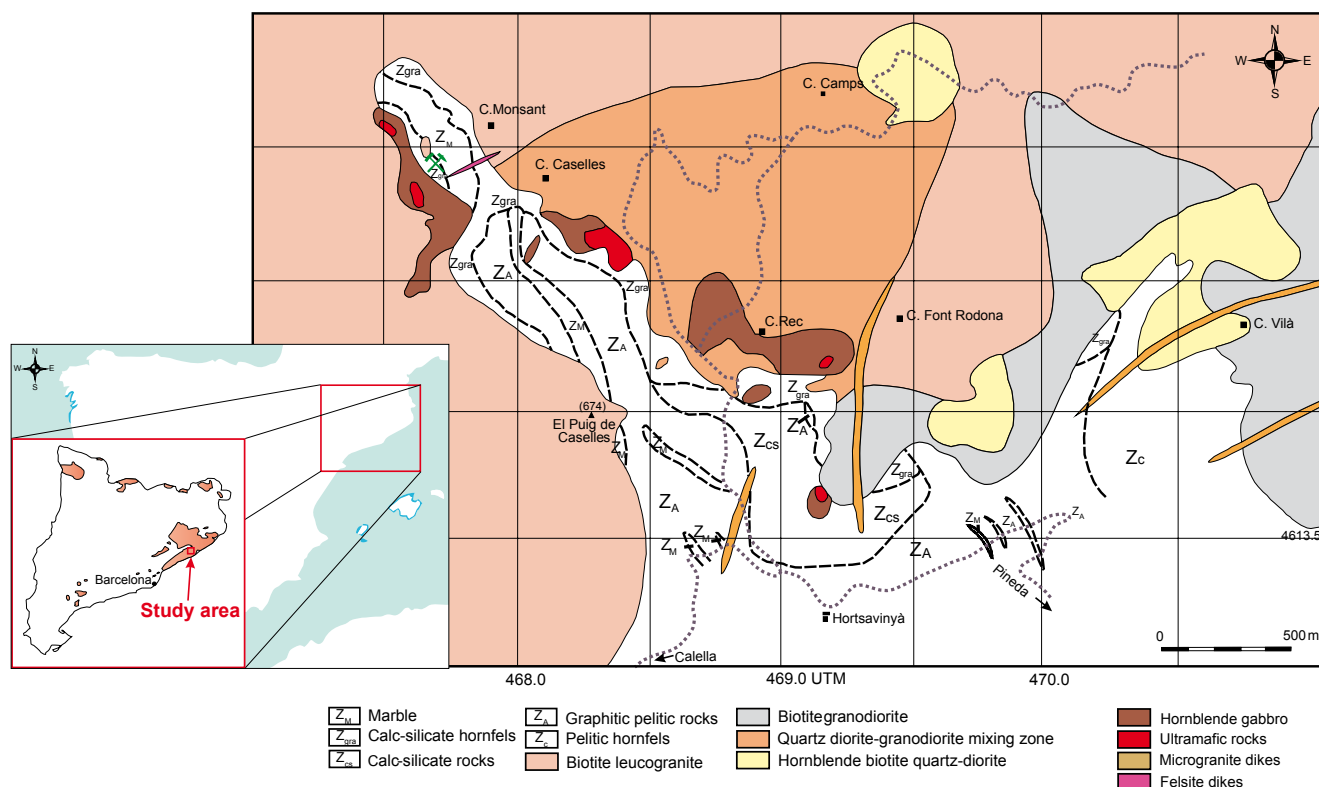 N
W E
S
Zgra
C.Monsant
C. Camps
ZM
Zgra
C. Caselles
Zgra
Zgra
ZA
Zgra
ZM
ZA
C.Rec
C. Font Rodona
C. Vilà
Zgra
Zgra
(674)
El Puig de
Caselles
ZA
ZCS
ZM
ZM
Zgra
ZC
ZA
ZCS
ZM
ZA
ZA
ZM
ZM
ZA
4613.5
Pineda
Hortsavinyà
Calella
0 500 m
468.0 469.0 UTM 470.0
N
W E
S
Barcelona
Study area
ZM Marble
Zgra Calc-silicate hornfels
Zcs Calc-silicate rocks
ZA Graphitic pelitic rocks
Zc Pelitic hornfels
Biotite leucogranite
Biotitegranodiorite
Quartz diorite-granodiorite mixing zone
Hornblende biotite quartz-diorite
Hornblende gabbro
Ultramafic rocks
Microgranite dikes
Felsite dikes